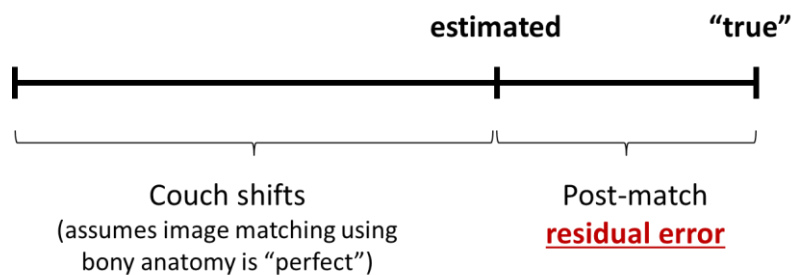 estimated “true”
Couch shifts
(assumes image matching using
bony anatomy is “perfect”)
Post-match
residual error